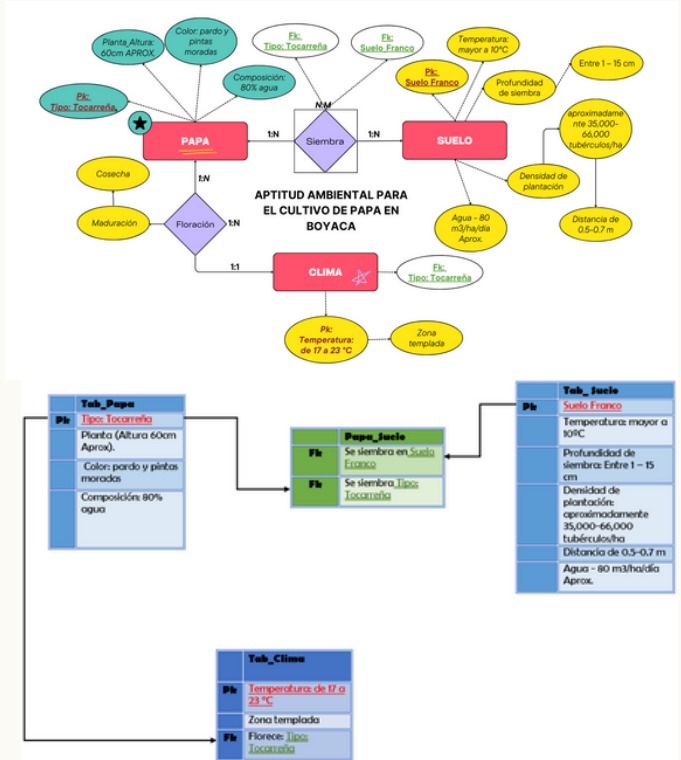 Planta_Altura:
60cm APROX.
Color: pardo y
pintas
moradas
Fk:
Tipo: Tocarreña
Fk:
Suelo_Franco
Temperatura:
mayor a 10°C
Entre 1 – 15 cm
Composición:
80% agua
Pk:
Suelo Franco
Profundidad
de siembra
Pk:
Tipo: Tocarreña.
N:M
aproximadame
nte 35,000-
66,000
tubérculos/ha
PAPA
1:N
Siembra
1:N
SUELO
Cosecha
1:N
Densidad de
plantación
APTITUD AMBIENTAL PARA
EL CULTIVO DE PAPA EN
BOYACA
Maduración
Floración
1:N
Agua - 80
m3/ha/día
Aprox.
Distancia de
0.5-0.7 m
1:1
CLIMA
Fk:
Tipo: Tocarreña
Pk:
Temperatura:
de 17 a 23 °C
Zona
templada
Tab_Papa
Pk Tipo: Tocarreña
Planta (Altura 60cm
Aprox).
Color: pardo y pintas
moradas
Composición: 80%
agua
Papa_Suelo
Fk Se siembra en Suelo
Franco
Fk Se siembra Tipo:
Tocarreña
Tab_ Suelo
Pk Suelo Franco
Temperatura: mayor a
10ºC
Profundidad de
siembra: Entre 1 – 15
cm
Densidad de
plantación:
aproximadamente
35,000-66,000
tubérculos/ha
Distancia de 0.5-0.7 m
Agua - 80 m3/ha/día
Aprox.
Tab_Clima
Pk Temperatura: de 17 a
23 ºC
Zona templada
Fk Florece: Tipo:
Tocarreña